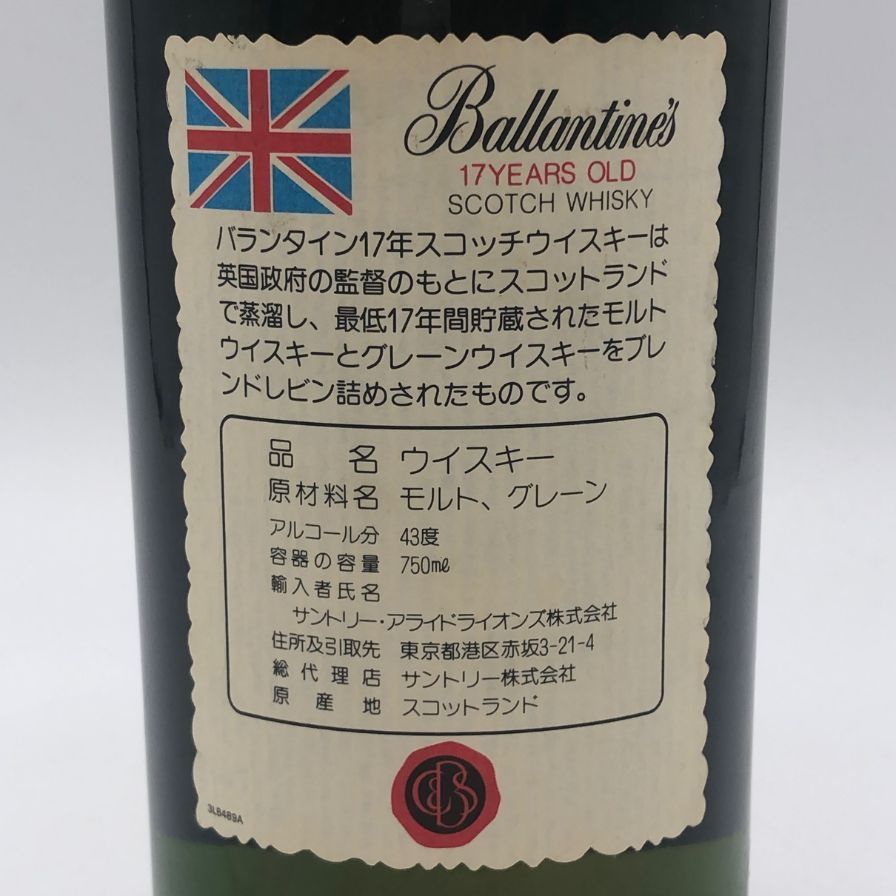 Ballantine's
17 YEARS OLD
SCOTCH WHISKY
バランタイン17年スコッチウイスキーは
英国政府の監督のもとにスコットランド
で蒸溜し、最低17年間貯蔵されたモルト
ウイスキーとグレーンウイスキーをブレ
ンドしビン詰めされたものです。
品名 ウイスキー
原材料名 モルト、グレーン
アルコール分 43度
容器の容量 750mℓ
輸入者氏名
サントリー・アライドライオンズ株式会社
住所及引取先 東京都港区赤坂3-21-4
総代理店 サントリー株式会社
原産地 スコットランド
3LB4B9A